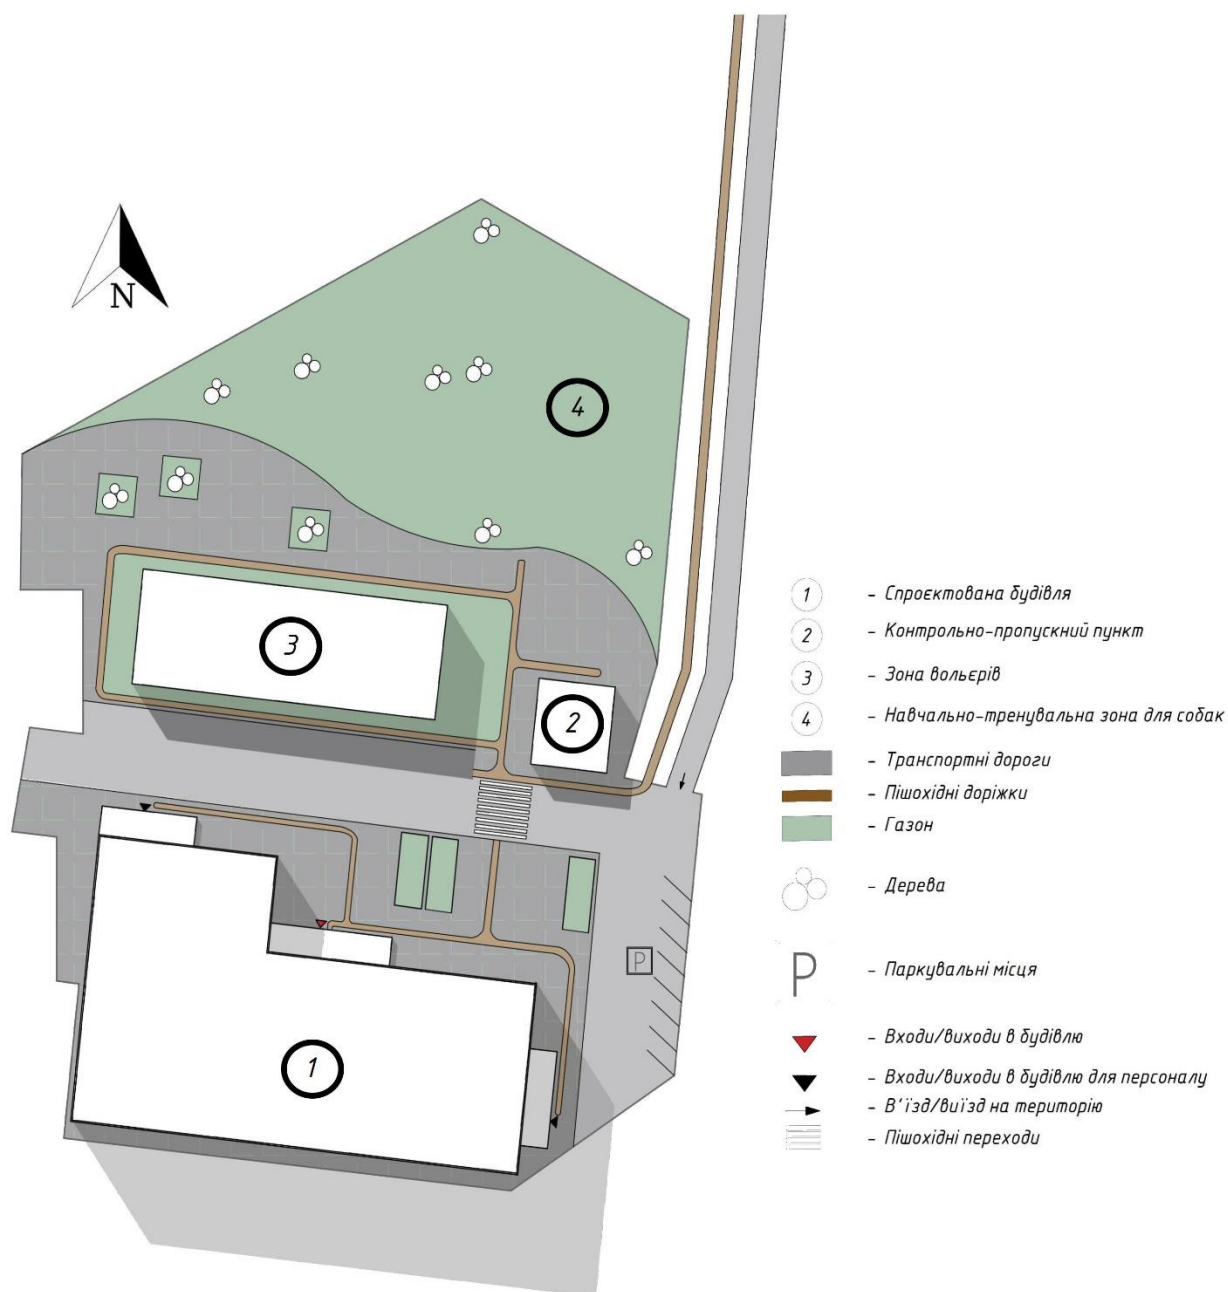 N
4
3
2
1
P
1 - Спроєктована будівля
2 - Контрольно-пропускний пункт
3 - Зона вольєрів
4 - Навчально-тренувальна зона для собак
- Транспортні дороги
- Пішохідні доріжки
- Газон
- Дерева
P - Паркувальні місця
- Входи/виходи в будівлю
- Входи/виходи в будівлю для персоналу
- В'їзд/виїзд на територію
- Пішохідні переходи